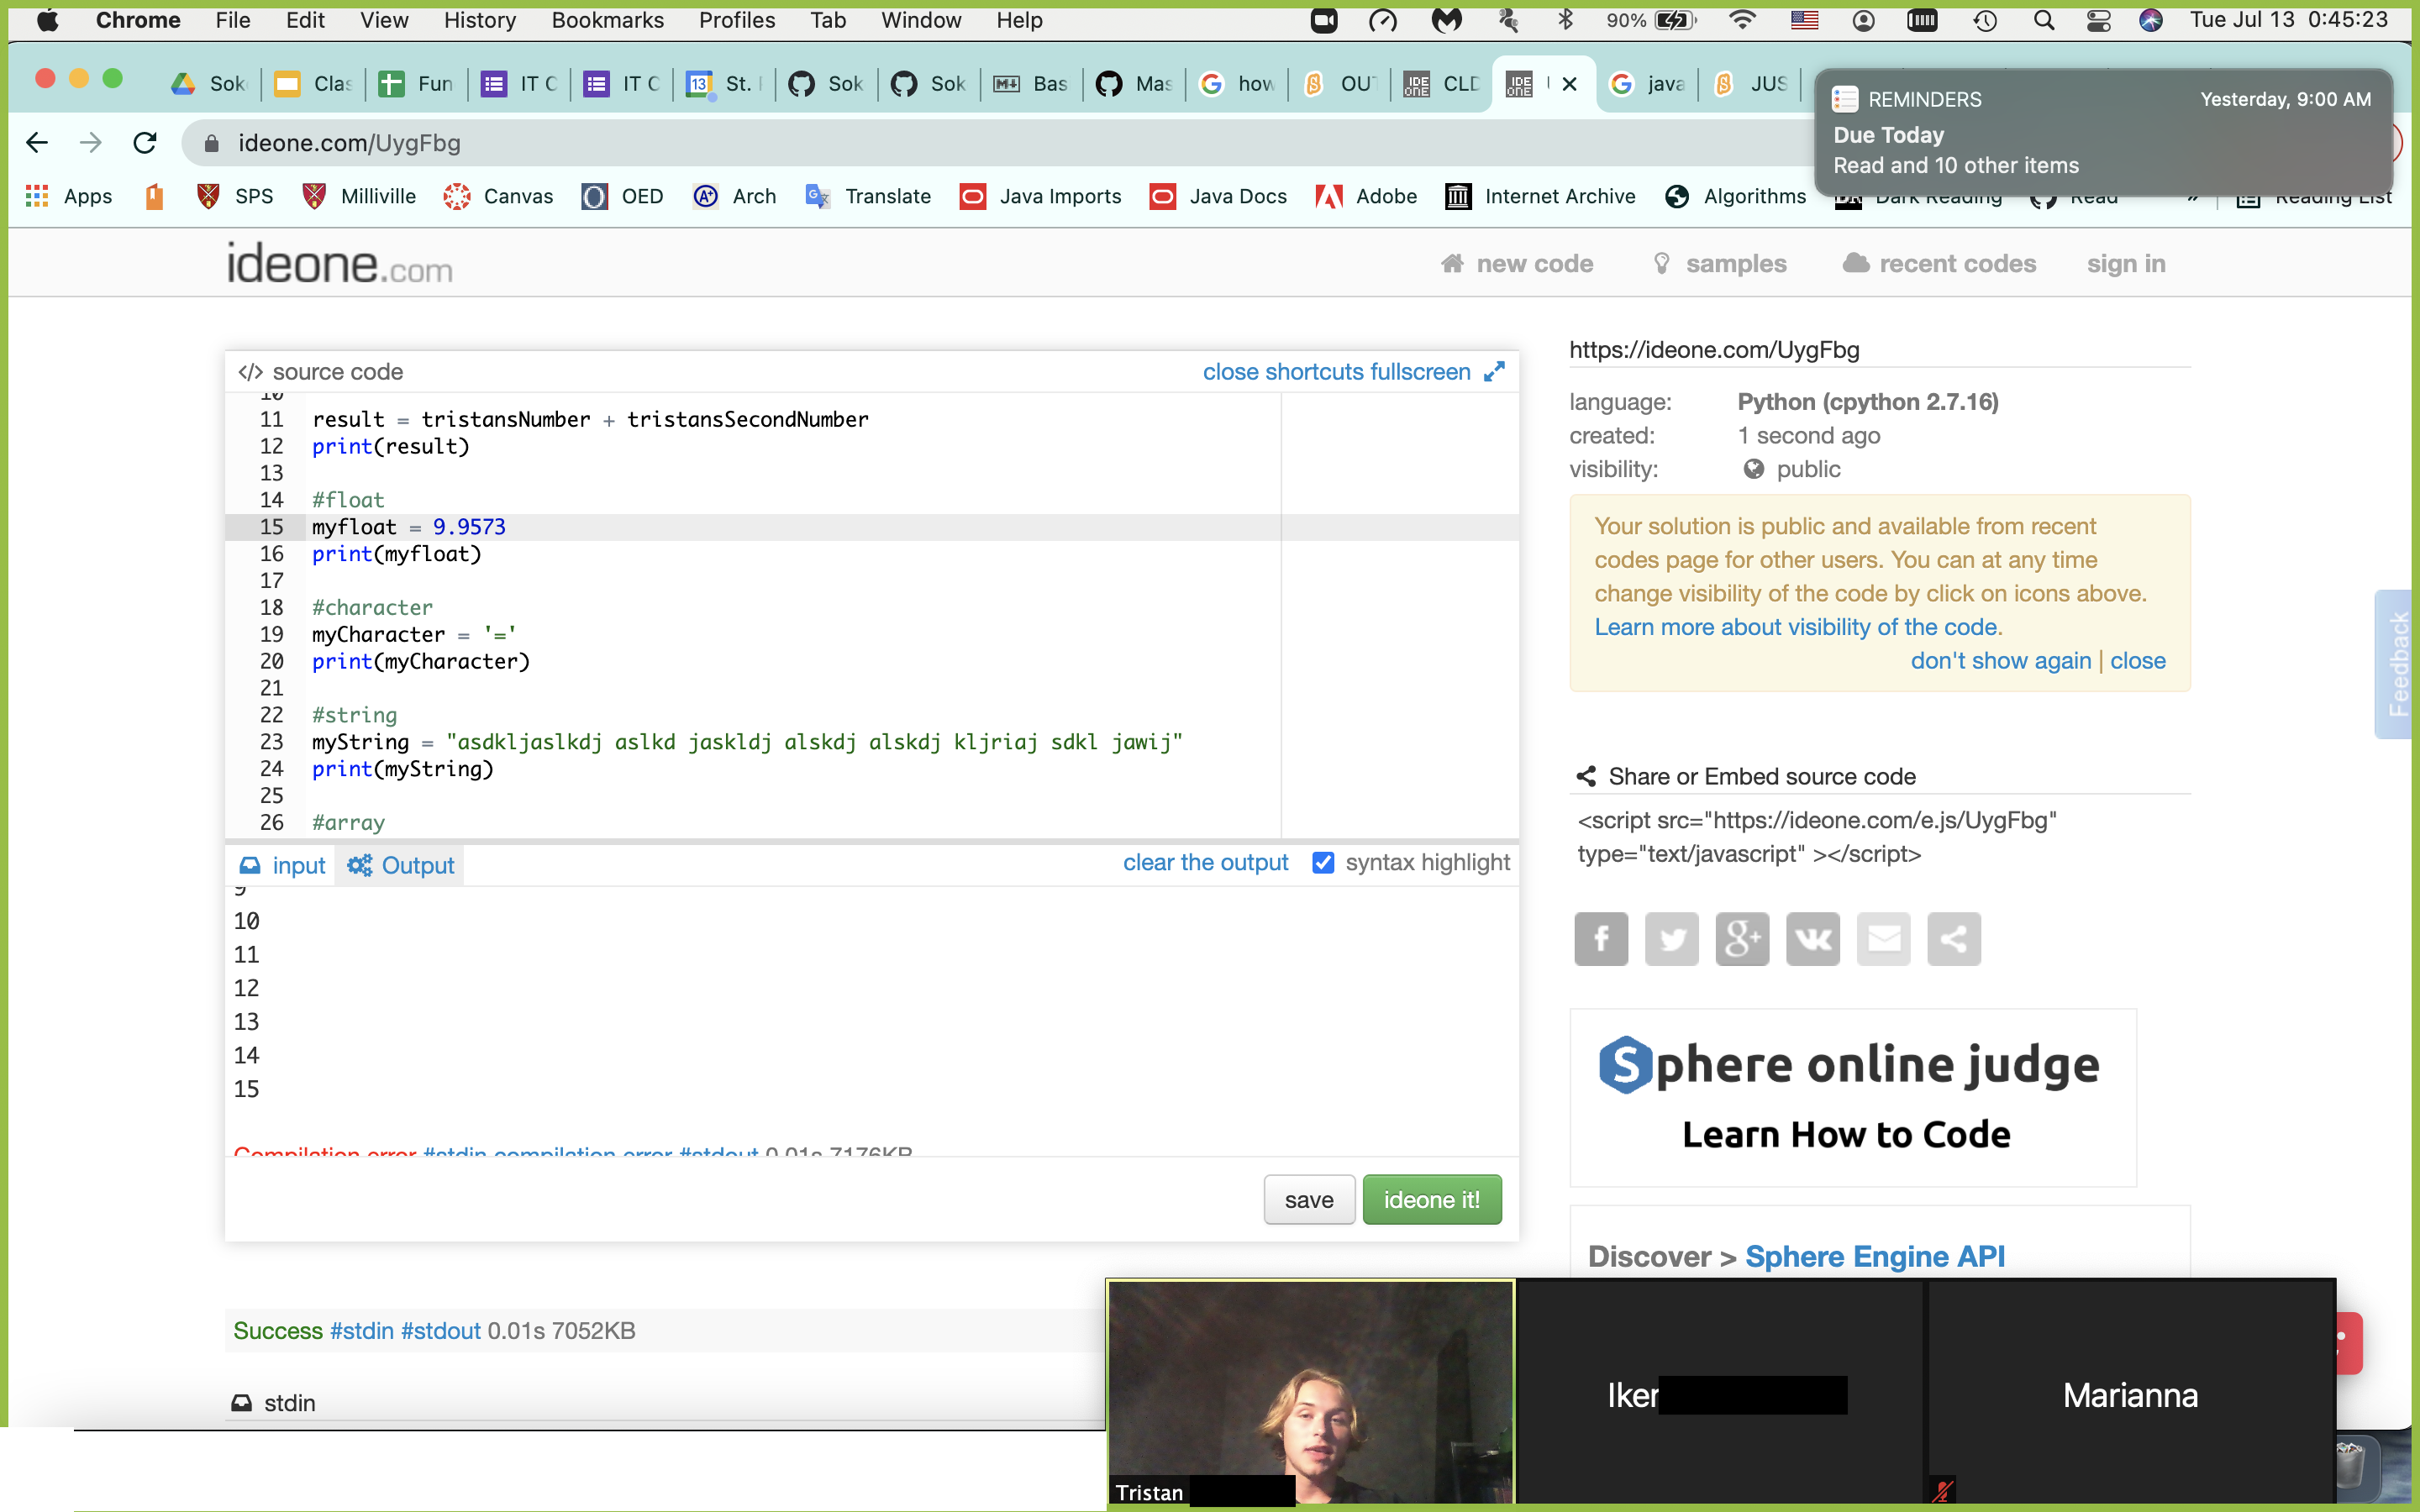 Chrome File Edit View History Bookmarks Profiles Tab Window Help 90% Tue Jul 13 0:45:23
Sok Clas Fun IT C IT C 13 St. Sok Sok Bas Mas how OUT CLD java JUS
REMINDERS Yesterday, 9:00 AM
Due Today
Read and 10 other items
ideone.com/UygFbg
Apps SPS Milliville Canvas OED Arch Translate Java Imports Java Docs Adobe Internet Archive Algorithms Dark Reading Read » Reading List
ideone.com new code samples recent codes sign in
</> source code close shortcuts fullscreen
10
11 result = tristansNumber + tristansSecondNumber
12 print(result)
13
14 #float
15 myfloat = 9.9573
16 print(myfloat)
17
18 #character
19 myCharacter = '='
20 print(myCharacter)
21
22 #string
23 myString = "asdkljaslkdj aslkd jaskldj alskdj alskdj kljriaj sdkl jawij"
24 print(myString)
25
26 #array
input Output clear the output syntax highlight
9
10
11
12
13
14
15
Compilation error #stdin compilation error #stdout 0.01s 7176KB
save ideone it!
Success #stdin #stdout 0.01s 7052KB
stdin
https://ideone.com/UygFbg
language: Python (cpython 2.7.16)
created: 1 second ago
visibility: public
Your solution is public and available from recent
codes page for other users. You can at any time
change visibility of the code by click on icons above.
Learn more about visibility of the code.
don't show again | close
Feedback
Share or Embed source code
<script src="https://ideone.com/e.js/UygFbg"
type="text/javascript" ></script>
Sphere online judge
Learn How to Code
Discover > Sphere Engine API
Tristan
Iker
Marianna